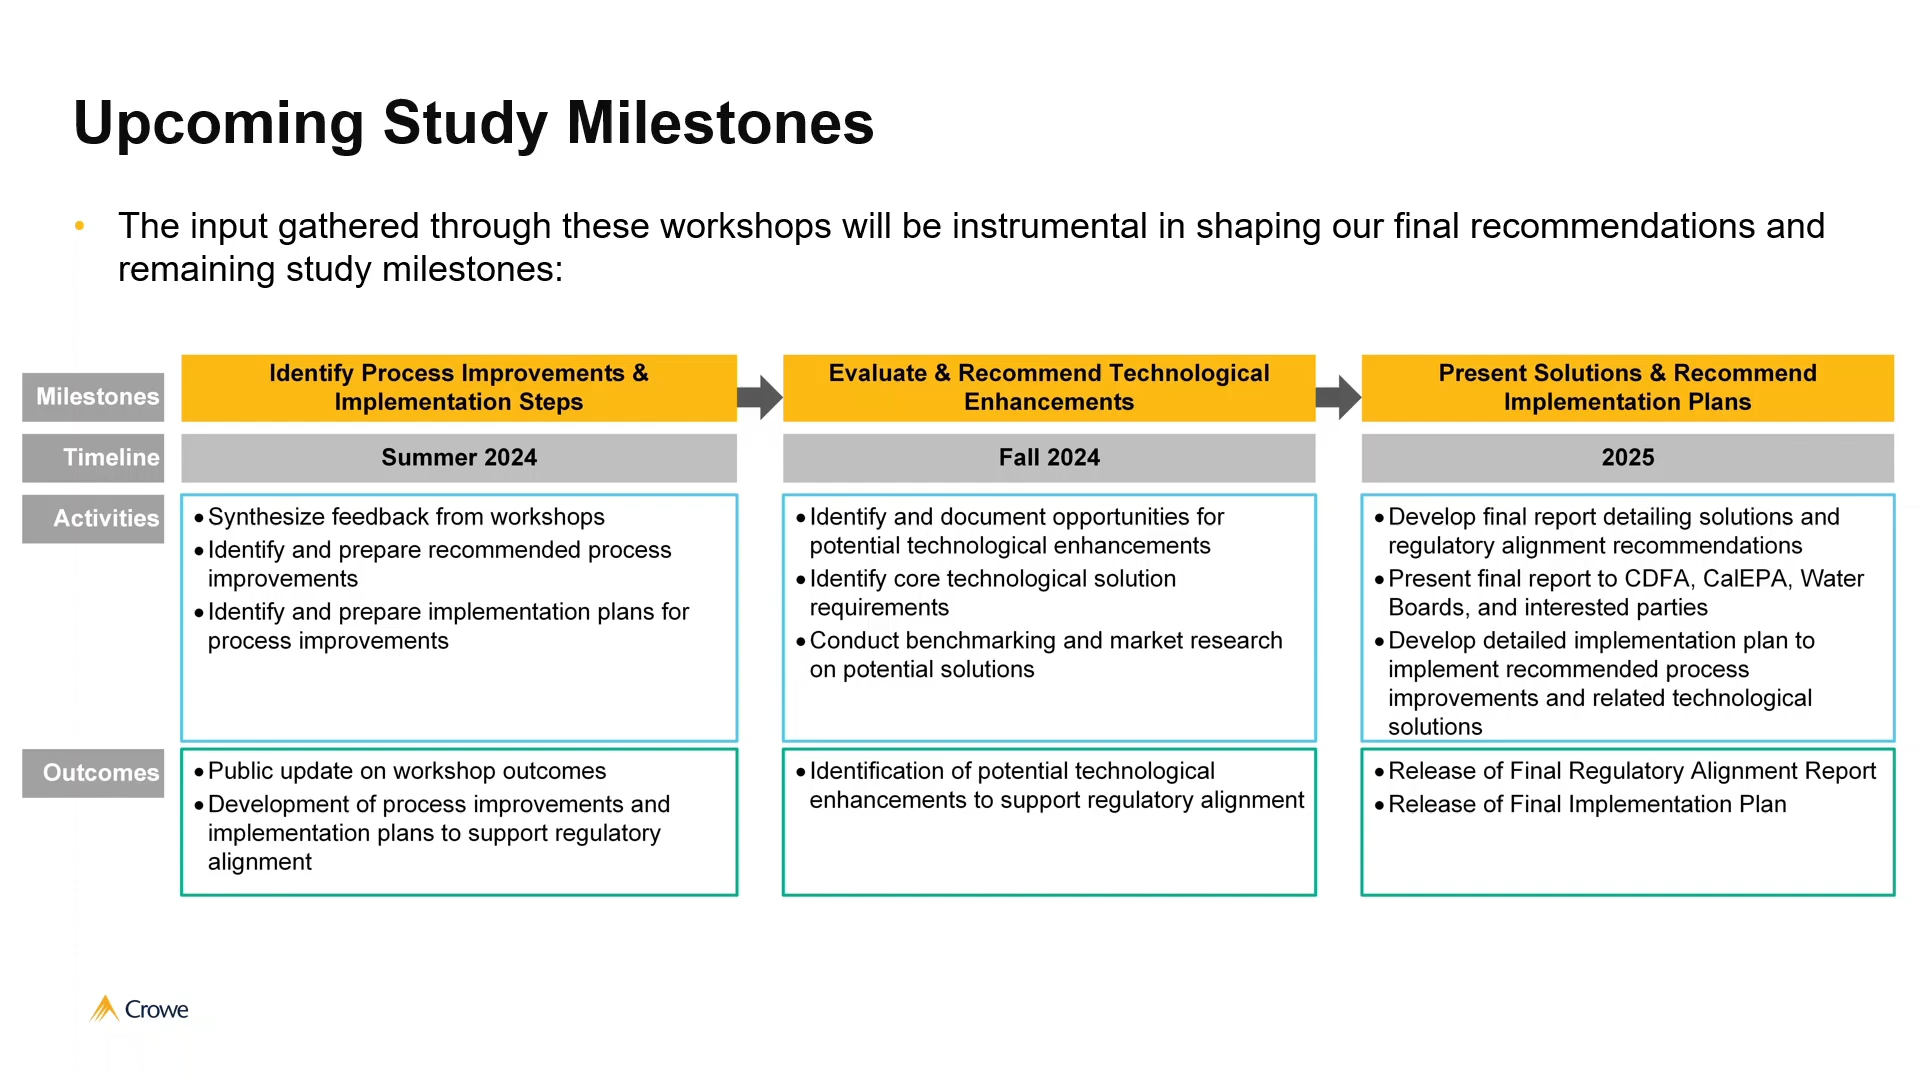 Upcoming Study Milestones
• The input gathered through these workshops will be instrumental in shaping our final recommendations and
remaining study milestones:
Milestones
Identify Process Improvements &
Implementation Steps
Evaluate & Recommend Technological
Enhancements
Present Solutions & Recommend
Implementation Plans
Timeline
Summer 2024
Fall 2024
2025
Activities
•Synthesize feedback from workshops
•Identify and prepare recommended process
improvements
•Identify and prepare implementation plans for
process improvements
•Identify and document opportunities for
potential technological enhancements
•Identify core technological solution
requirements
•Conduct benchmarking and market research
on potential solutions
•Develop final report detailing solutions and
regulatory alignment recommendations
•Present final report to CDFA, CalEPA, Water
Boards, and interested parties
•Develop detailed implementation plan to
implement recommended process
improvements and related technological
solutions
Outcomes
•Public update on workshop outcomes
•Development of process improvements and
implementation plans to support regulatory
alignment
•Identification of potential technological
enhancements to support regulatory alignment
•Release of Final Regulatory Alignment Report
•Release of Final Implementation Plan
Crowe